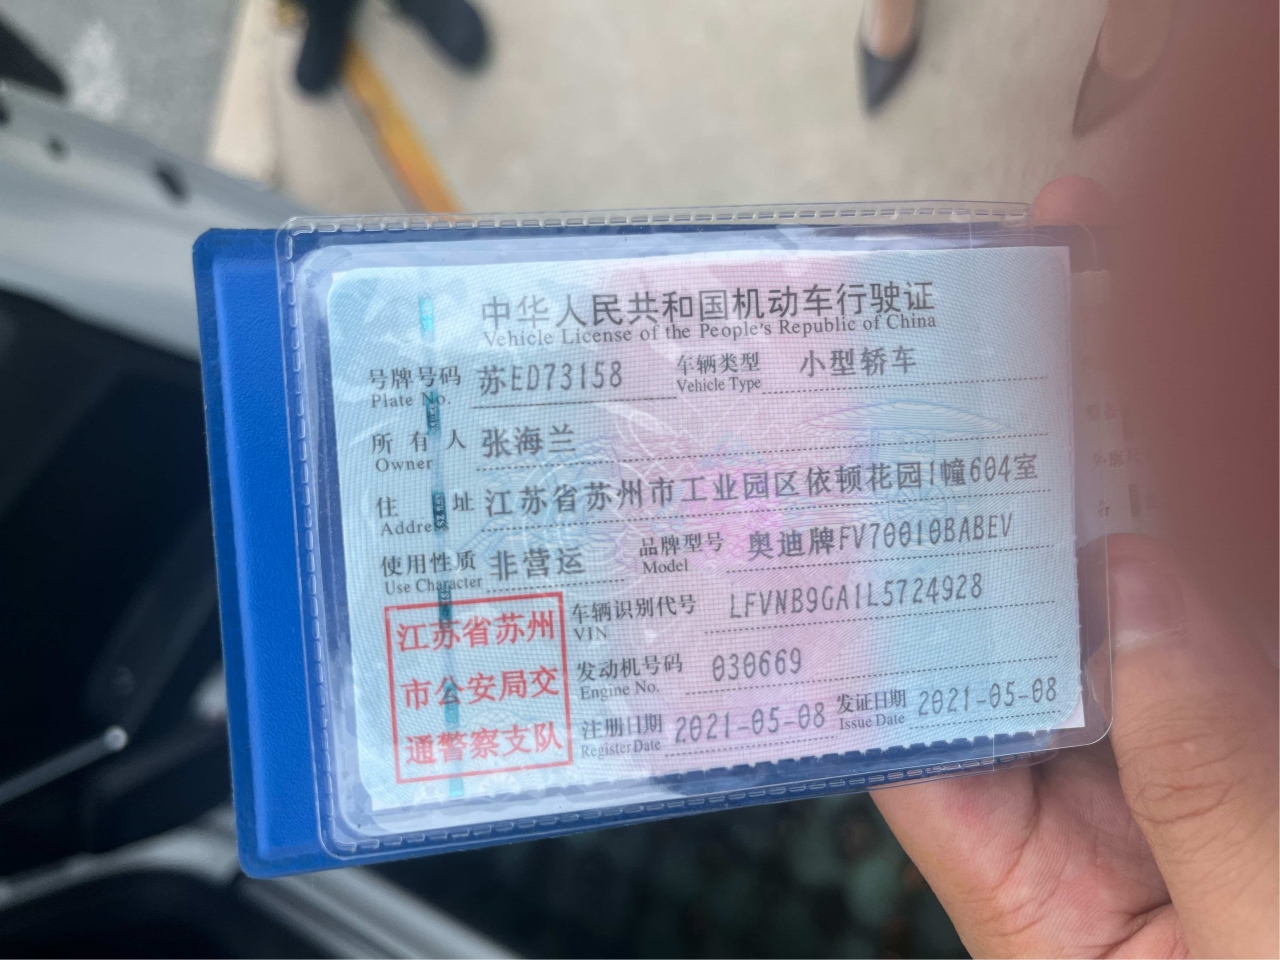 中华人民共和国机动车行驶证
Vehicle License of the People's Republic of China
号牌号码 苏ED73158 车辆类型 小型轿车
Plate No. Vehicle Type
所有人 张海兰
Owner
住址 江苏省苏州市工业园区依顿花园1幢604室
Address
使用性质 非营运 品牌型号 奥迪牌FV70010BABEV
Use Character Model
江苏省苏州
市公安局交
通警察支队
车辆识别代号 LFVNB9GA1L5724928
VIN
发动机号码 030669
Engine No.
注册日期 2021-05-08 发证日期 2021-05-08
Register Date Issue Date